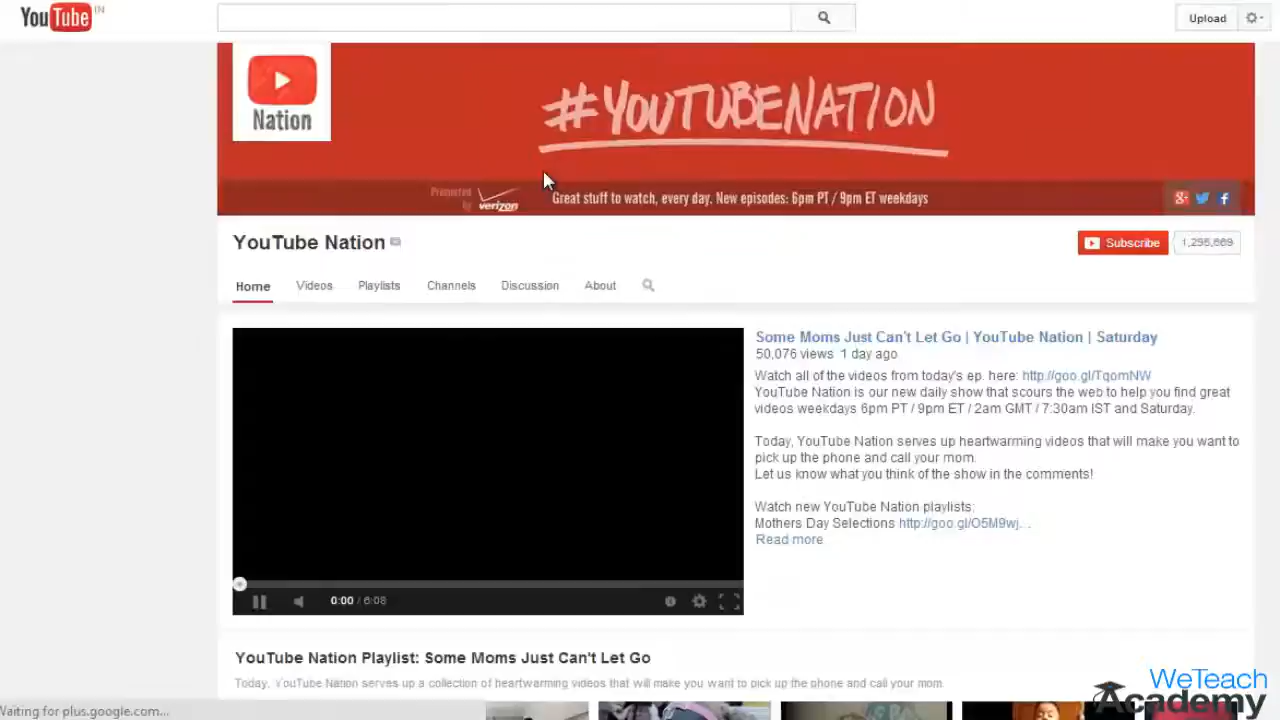 YouTube IN
Upload
Nation
#YOUTUBENATION
Presented by verizon
Great stuff to watch, every day. New episodes: 6pm PT / 9pm ET weekdays
YouTube Nation
Subscribe
Home Videos Playlists Channels Discussion About
Some Moms Just Can't Let Go | YouTube Nation | Saturday
50,076 views 1 day ago
Watch all of the videos from today's ep. here: http://goo.gl/TqomNW
YouTube Nation is our new daily show that scours the web to help you find great
videos weekdays 6pm PT / 9pm ET / 2am GMT / 7:30am IST and Saturday.
Today, YouTube Nation serves up heartwarming videos that will make you want to
pick up the phone and call your mom.
Let us know what you think of the show in the comments!
Watch new YouTube Nation playlists:
Mothers Day Selections http://goo.gl/O5M9wj...
Read more
0:00 / 6:08
YouTube Nation Playlist: Some Moms Just Can't Let Go
Today, YouTube Nation serves up a collection of heartwarming videos that will make you want to pick up the phone and call your mom.
Waiting for plus.google.com...
WeTeach
Academy